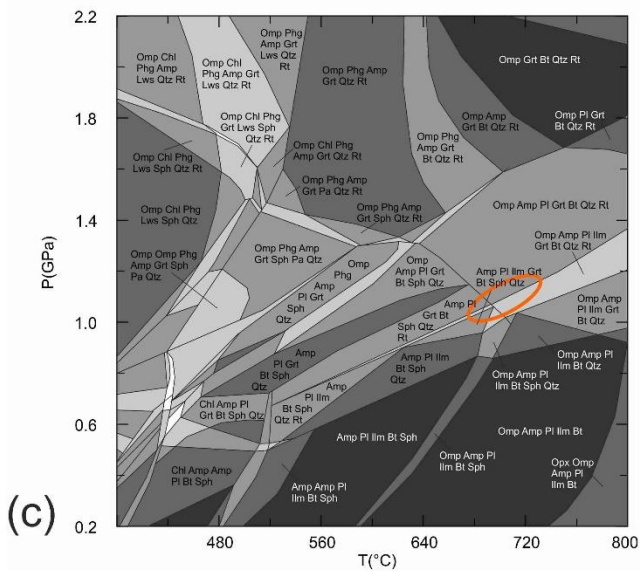 2.2
Omp Chl
Phg Amp
Lws Qtz Rt
Omp Chl
Phg Amp Grt
Lws Qtz Rt
Omp Phg
Amp Grt
Lws Qtz
Rt
Omp Phg Amp
Grt Qtz Rt
Omp Grt Bt Qtz Rt
1.8
Omp Chl Phg
Grt Lws Sph
Qtz Rt
Omp Chl Phg
Lws Sph Qtz Rt
Omp Chl Phg
Amp Grt Qtz Rt
Omp Phg
Amp Grt
Bt Qtz Rt
Omp Amp
Grt Bt Qtz Rt
Omp Pl Grt
Bt Qtz Rt
Omp Phg Amp
Grt Pa Qtz Rt
1.4
Omp Chl Phg
Lws Sph Qtz
Omp Phg Amp
Grt Sph Qtz Rt
Omp Amp Pl Grt Bt Qtz Rt
Omp Omp Phg
Amp Grt Sph
Pa Qtz
Omp Phg Amp
Grt Sph Pa Qtz
Omp
Phg
Amp
Pl Grt
Sph
Qtz
Omp
Amp Pl Grt
Bt Sph Qtz
Amp Pl Ilm Grt
Bt Sph Qtz
Omp Amp Pl Ilm
Grt Bt Qtz Rt
P(GPa)
1.0
Amp Pl
Grt Bt
Sph Qtz
Rt
Omp Amp
Pl Ilm Grt
Bt Qtz
Amp
Pl Grt
Bt Sph
Qtz
Amp Pl Ilm
Bt Sph Qtz
Omp Amp Pl
Ilm Bt Sph Qtz
Omp Amp Pl
Ilm Bt Qtz
0.6
Chl Amp Pl
Grt Bt Sph Qtz
Amp
Pl Ilm
Bt Sph
Qtz Rt
Amp Pl Ilm Bt Sph
Omp Amp Pl Ilm Bt
Chl Amp Amp
Pl Bt Sph
Amp Amp Pl
Ilm Bt Sph
Omp Amp Pl
Ilm Bt Sph
Opx Omp
Amp Pl
Ilm Bt
(c)
0.2
480
560
640
720
800
T(°C)